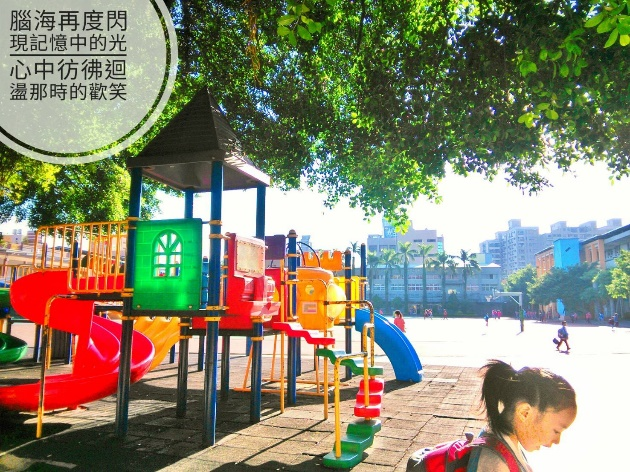 腦海再度閃
現記憶中的光
心中彷彿迴
盪那時的歡笑